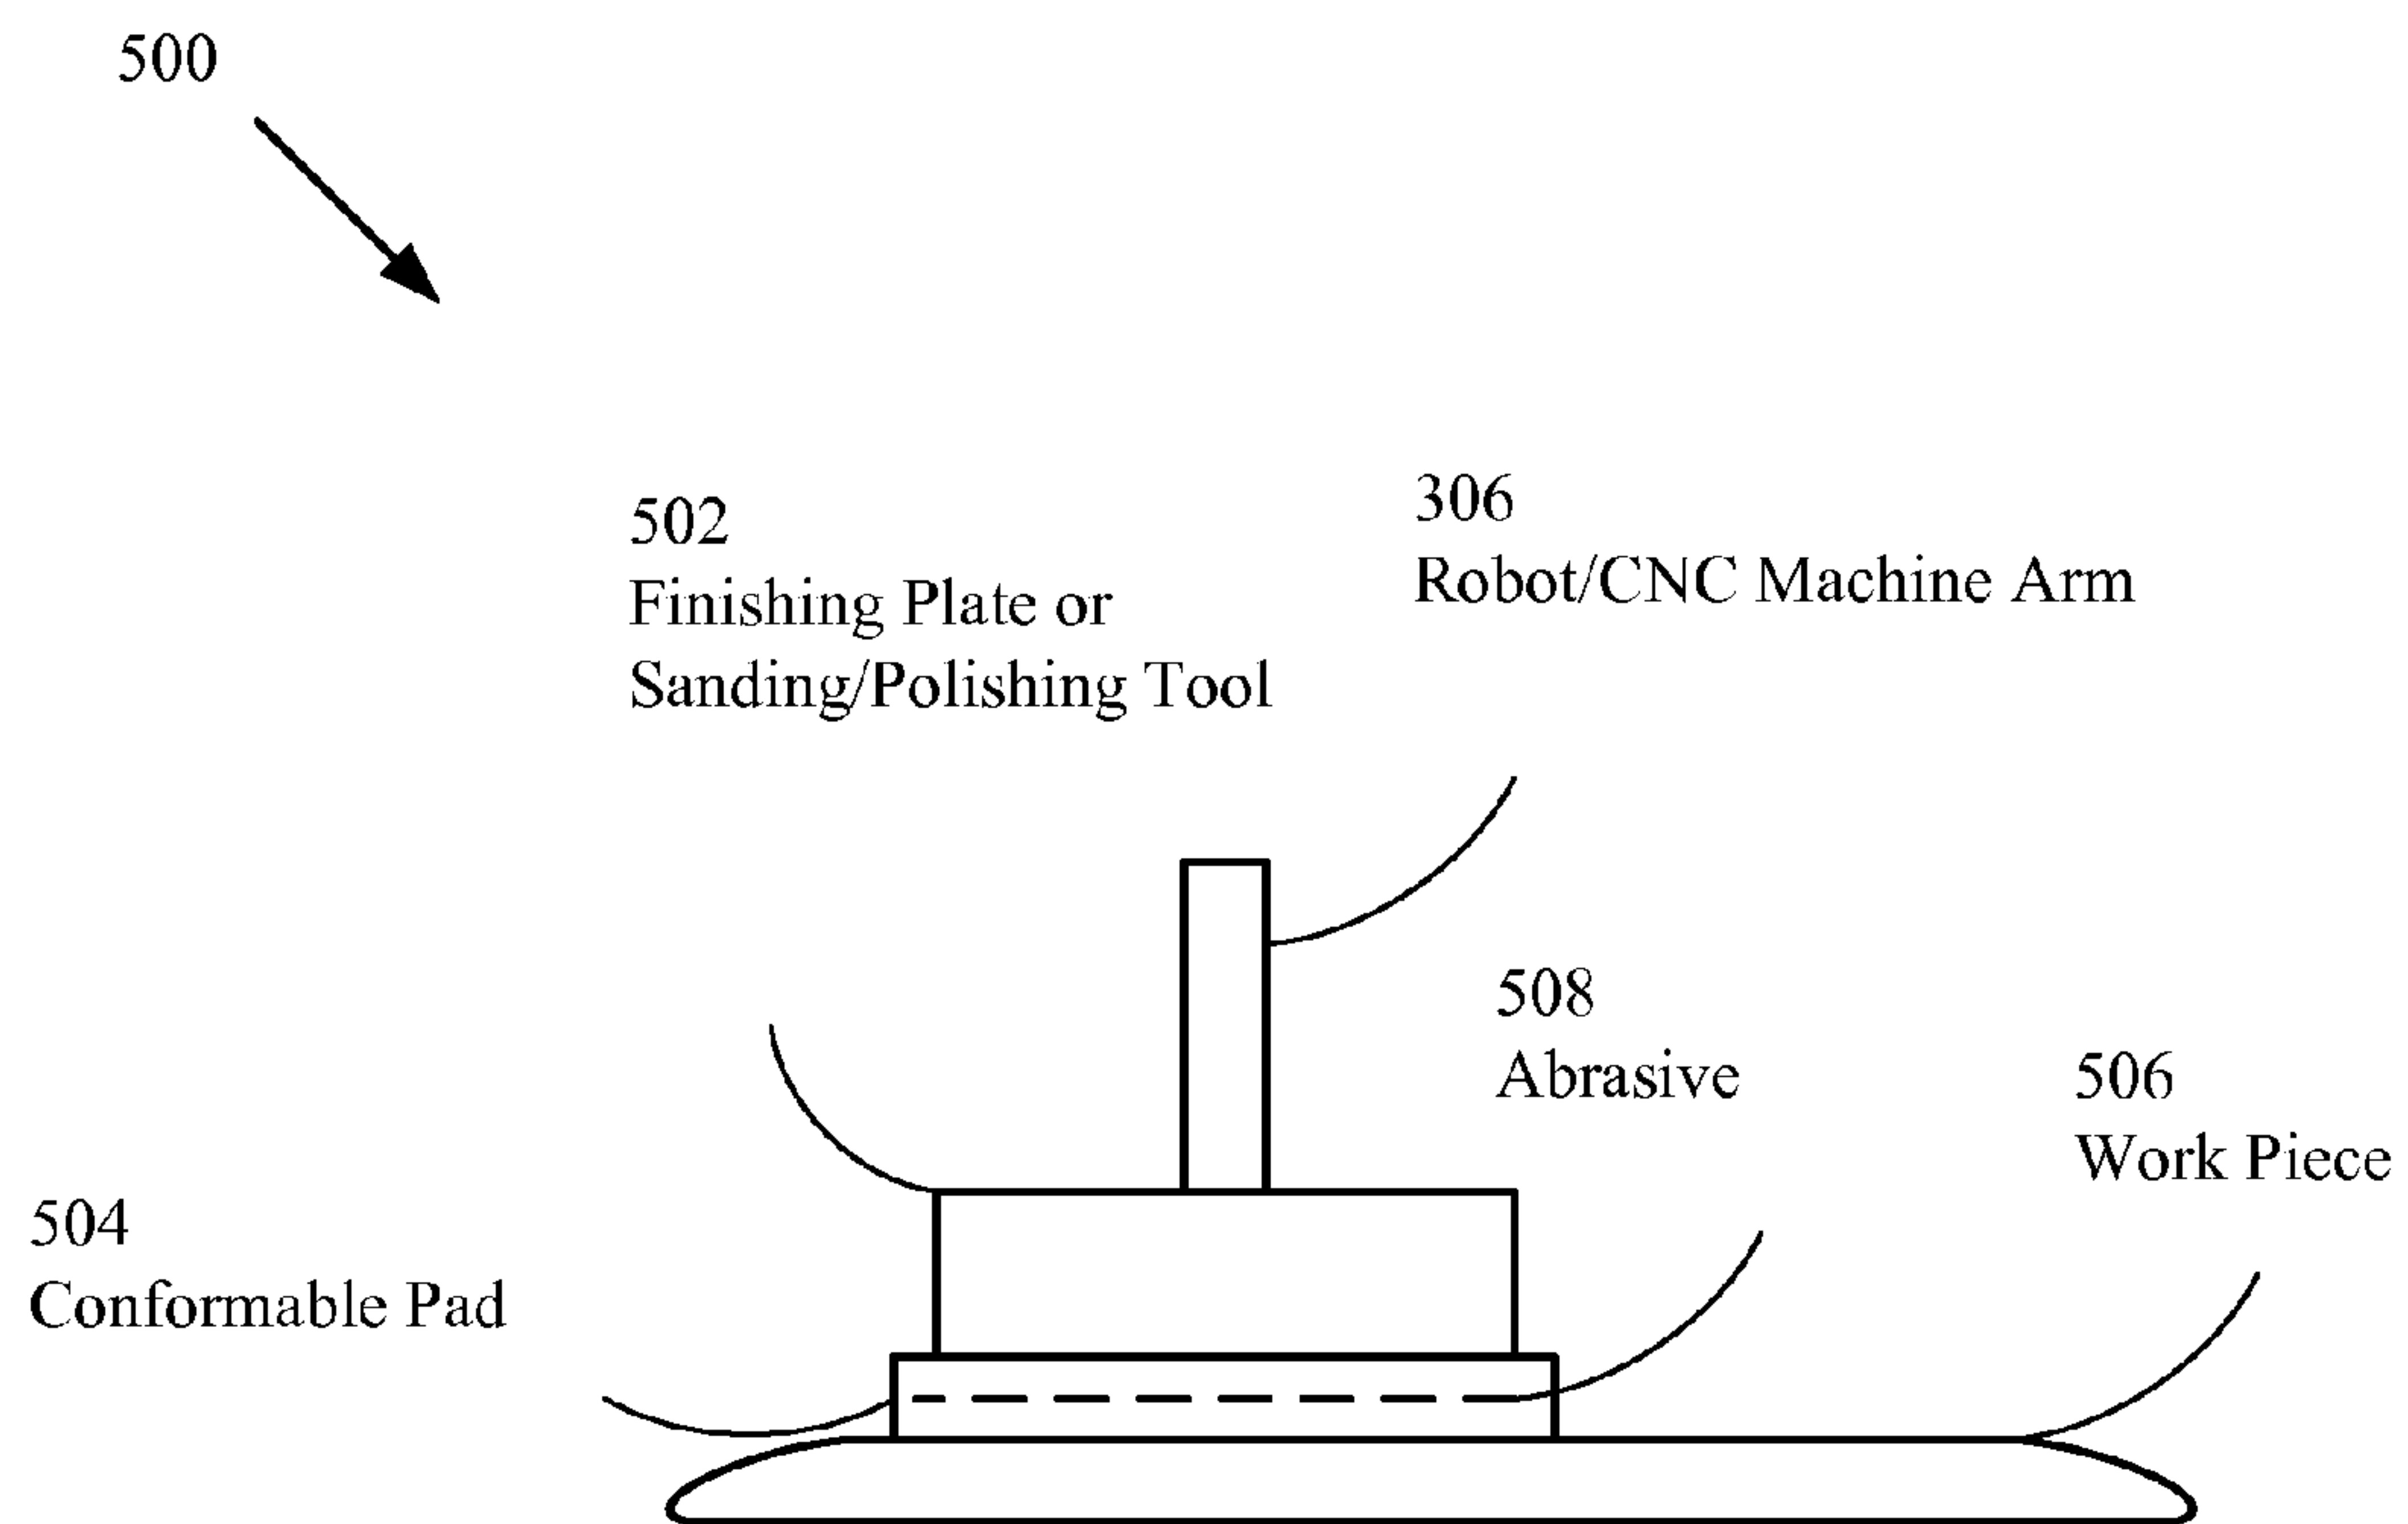 500
502
Finishing Plate or
Sanding/Polishing Tool
306
Robot/CNC Machine Arm
508
Abrasive
506
Work Piece
504
Conformable Pad